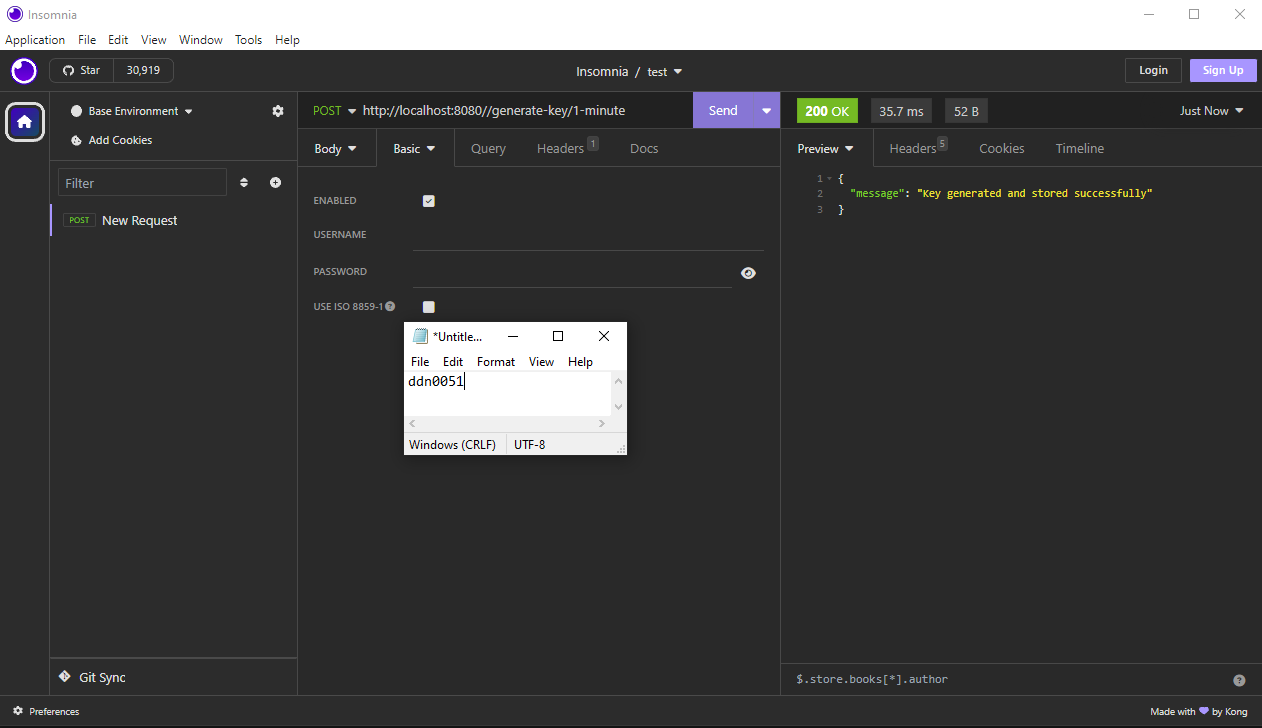 Insomnia
Application File Edit View Window Tools Help
Star 30,919
Insomnia / test
Login Sign Up
Base Environment
Add Cookies
Filter
POST New Request
Git Sync
POST http://localhost:8080//generate-key/1-minute Send
Body Basic Query Headers 1 Docs
ENABLED
USERNAME
PASSWORD
USE ISO 8859-1
*Untitle...
File Edit Format View Help
ddn0051
Windows (CRLF) UTF-8
200 OK 35.7 ms 52 B Just Now
Preview Headers 5 Cookies Timeline
1 {
2 "message": "Key generated and stored successfully"
3 }
$.store.books[*].author
Preferences
Made with by Kong